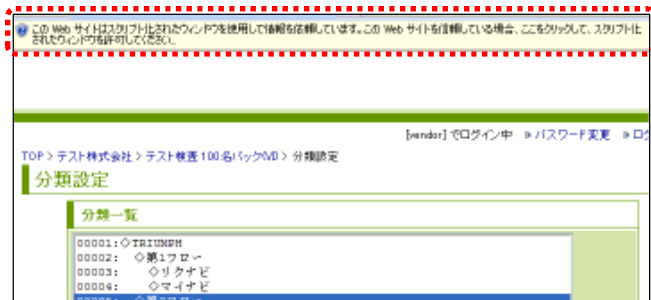 この Web サイトはスクリプト化されたウィンドウを使用して情報を依頼しています。この Web サイトを信頼している場合、ここをクリックして、スクリプト化
されたウィンドウを許可してください。
[vendor] でログイン中 » パスワード変更 » ログ
TOP > テスト株式会社 > テスト検査100名パックVD > 分類設定
分類設定
分類一覧
00001:◇TRIUMPH
00002: ◇第1フロー
00003: ◇リクナビ
00004: ◇マイナビ